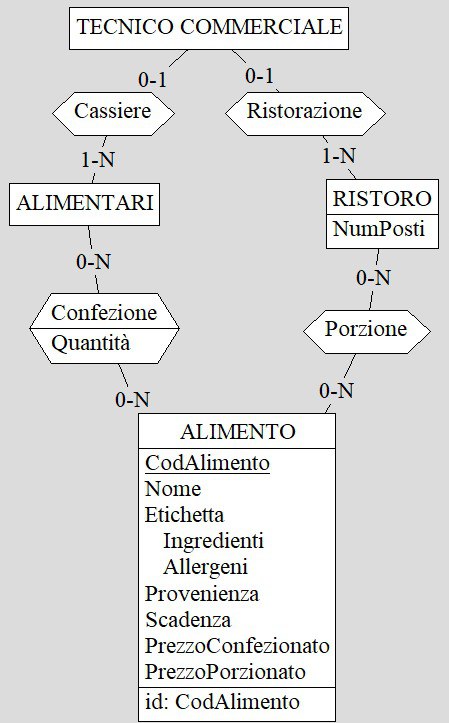 TECNICO COMMERCIALE
0-1
0-1
Cassiere
Ristorazione
1-N
1-N
ALIMENTARI
RISTORO
NumPosti
0-N
0-N
Confezione
Quantità
Porzione
0-N
0-N
ALIMENTO
CodAlimento
Nome
Etichetta
Ingredienti
Allergeni
Provenienza
Scadenza
PrezzoConfezionato
PrezzoPorzionato
id: CodAlimento